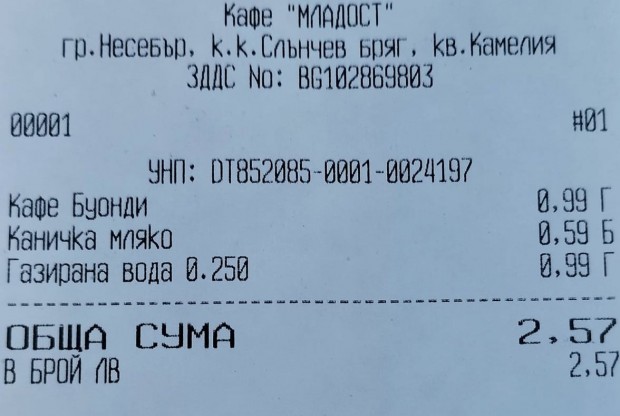 Кафе "МЛАДОСТ"
гр.Несебър, к.к.Слънчев бряг, кв.Камелия
ЗДДС No: BG102869803
00001 #01
УНП: DT852085-0001-0024197
Кафе Буонди 0,99 Г
Каничка мляко 0,59 Б
Газирана вода 0.250 0,99 Г
ОБЩА СУМА 2,57
В БРОЙ ЛВ 2,57